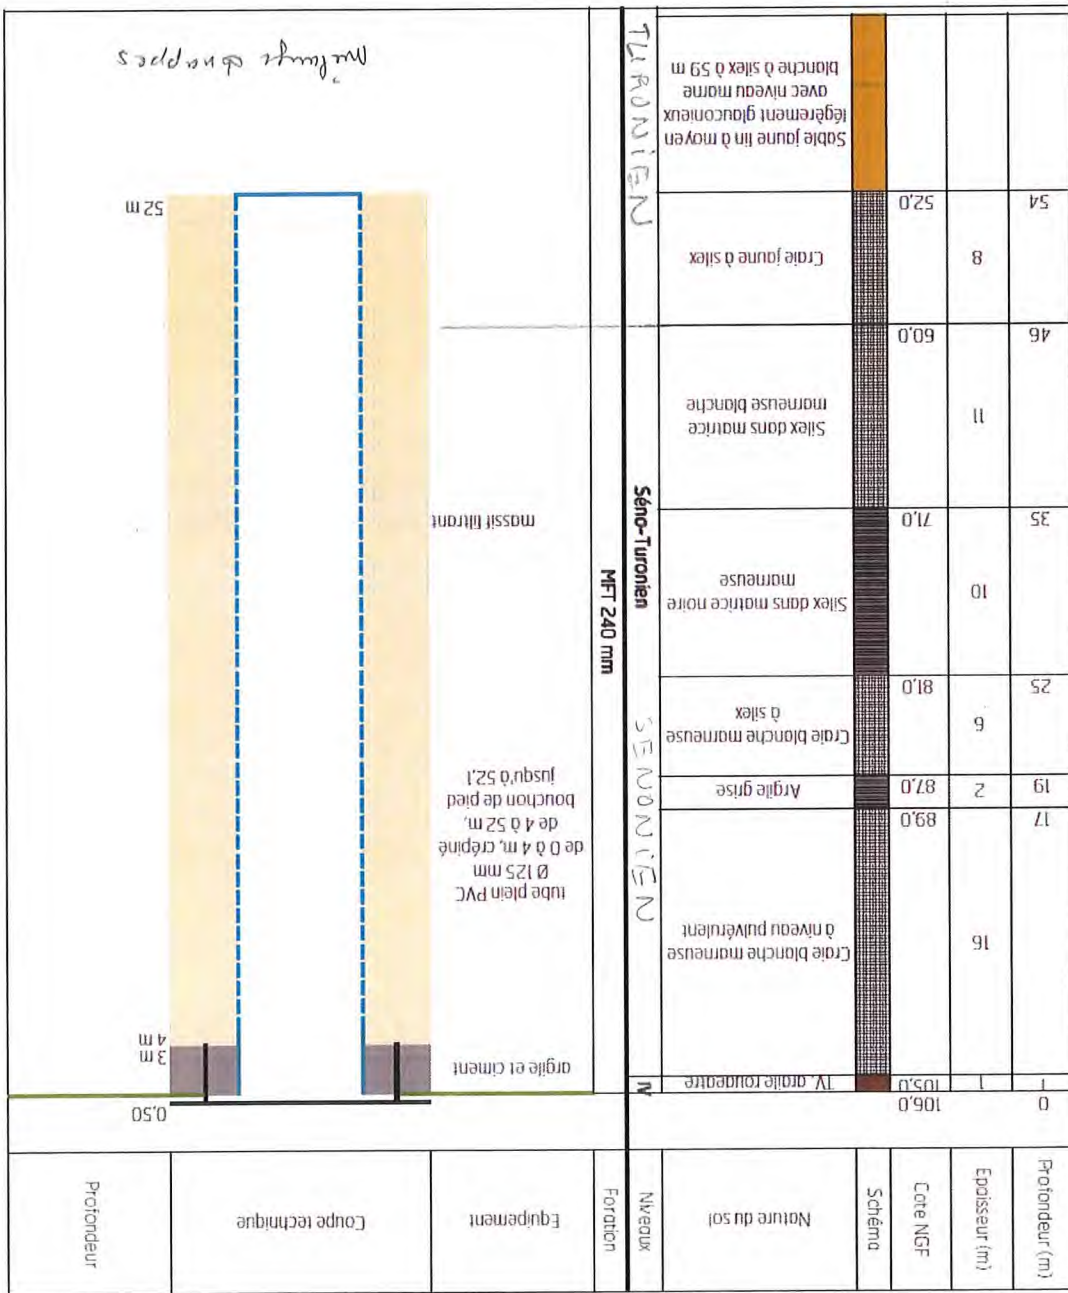 Profondeur (m)
Epaisseur (m)
Cote NGF
Schéma
Nature du sol
Niveaux
Foration
Equipement
Coupe technique
Profondeur
0
106,0
0,50
1
1
105,0
TV. argile rougeatre
TV
argile et ciment
3 m
4 m
16
Craie blanche marneuse
à niveau pulvérulent
17
89,0
2
Argile grise
19
87,0
6
Craie blanche marneuse
à silex
25
81,0
SENONIEN
tube plein PVC
Ø 125 mm
de 0 à 4 m, crépiné
de 4 à 52 m,
bouchon de pied
jusqu'à 52,1
10
Silex dans matrice noire
marneuse
35
71,0
Séno-Turonien
MFT 240 mm
massif filtrant
11
Silex dans matrice
marneuse blanche
46
60,0
8
Craie jaune à silex
54
52,0
52 m
TURONIEN
Sable jaune fin à moyen
légèrement glauconieux
avec niveau marne
blanche à silex à 59 m
Mélange de nappes